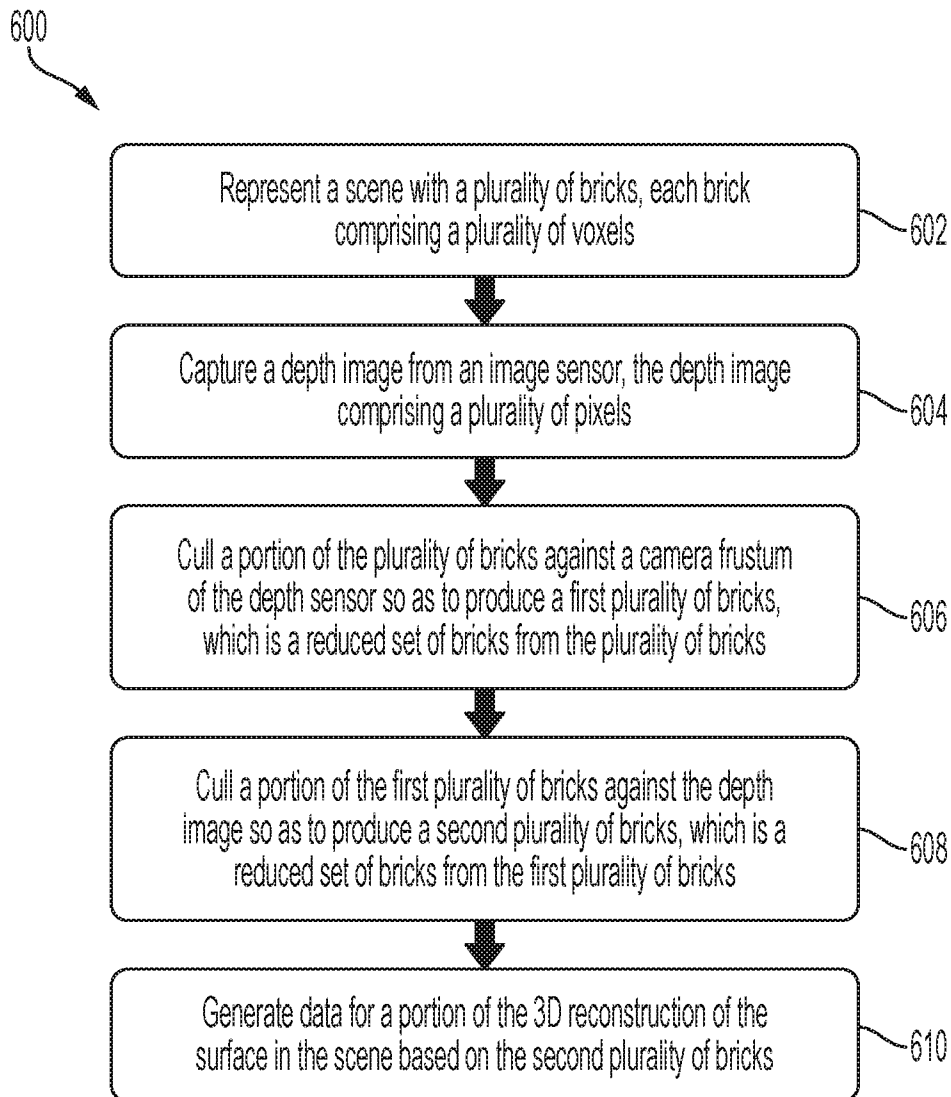 600
Represent a scene with a plurality of bricks, each brick
comprising a plurality of voxels
602
Capture a depth image from an image sensor, the depth image
comprising a plurality of pixels
604
Cull a portion of the plurality of bricks against a camera frustum
of the depth sensor so as to produce a first plurality of bricks,
which is a reduced set of bricks from the plurality of bricks
606
Cull a portion of the first plurality of bricks against the depth
image so as to produce a second plurality of bricks, which is a
reduced set of bricks from the first plurality of bricks
608
Generate data for a portion of the 3D reconstruction of the
surface in the scene based on the second plurality of bricks
610